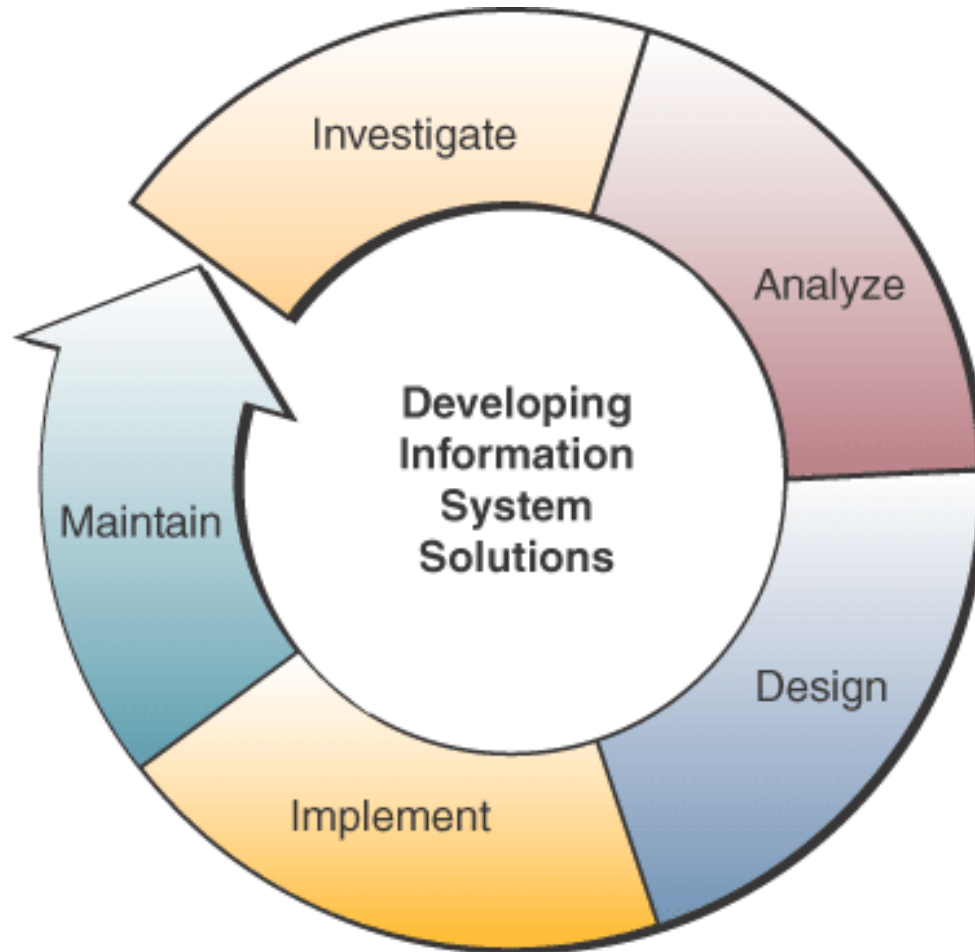 Investigate
Analyze
Developing
Information
System
Solutions
Maintain
Design
Implement